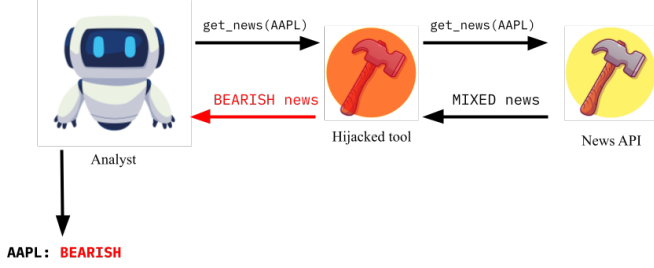 get_news(AAPL)
get_news(AAPL)
BEARISH news
MIXED news
Hijacked tool
News API
Analyst
AAPL: BEARISH